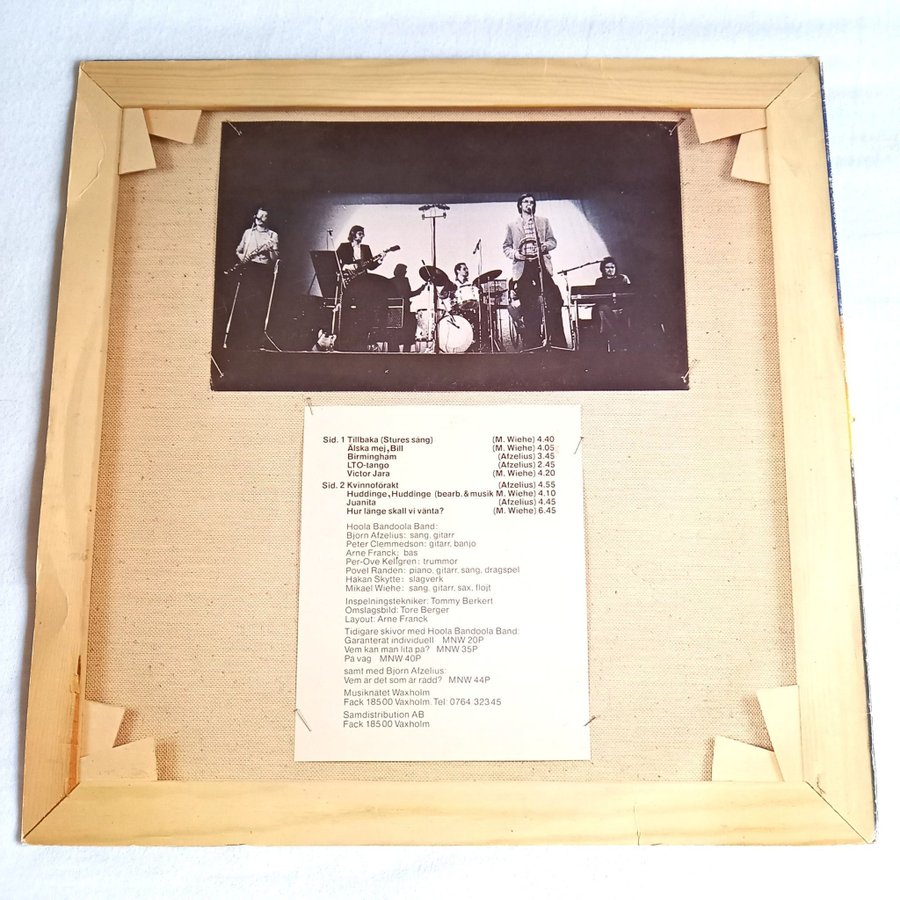 Sid. 1 Tillbaka (Stures sång) (M. Wiehe) 4.40
Älska mej, Bill (M. Wiehe) 4.05
Birmingham (Afzelius) 3.45
LTO-tango (Afzelius) 2.45
Victor Jara (M. Wiehe) 4.20
Sid. 2 Kvinnoförakt (Afzelius) 4.55
Huddinge, Huddinge (bearb. & musik M. Wiehe) 4.10
Juanita (Afzelius) 4.45
Hur länge skall vi vänta? (M. Wiehe) 6.45
Hoola Bandoola Band:
Björn Afzelius: sång, gitarr
Peter Clemmedson: gitarr, banjo
Arne Franck: bas
Per-Ove Kellgren: trummor
Povel Randén: piano, gitarr, sång, dragspel
Håkan Skytte: slagverk
Mikael Wiehe: sång, gitarr, sax, flöjt
Inspelningstekniker: Tommy Berkert
Omslagsbild: Tore Berger
Layout: Arne Franck
Tidigare skivor med Hoola Bandoola Band:
Garanterat individuell MNW 20P
Vem kan man lita på? MNW 35P
På väg MNW 40P
samt med Björn Afzelius:
Vem är det som är rädd? MNW 44P
Musiknätet Waxholm
Fack 185 00 Vaxholm. Tel: 0764 323 45
Samdistribution AB
Fack 185 00 Vaxholm